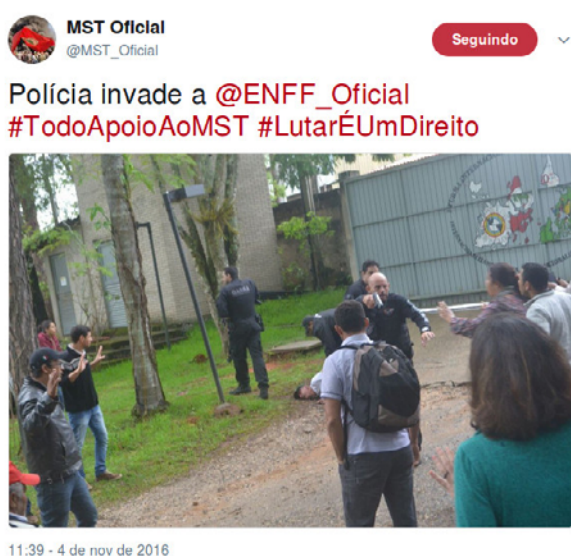 MST Oficial
@MST_Oficial
Seguindo
Polícia invade a @ENFF_Oficial
#TodoApoioAoMST #LutarÉUmDireito
11:39 - 4 de nov de 2016